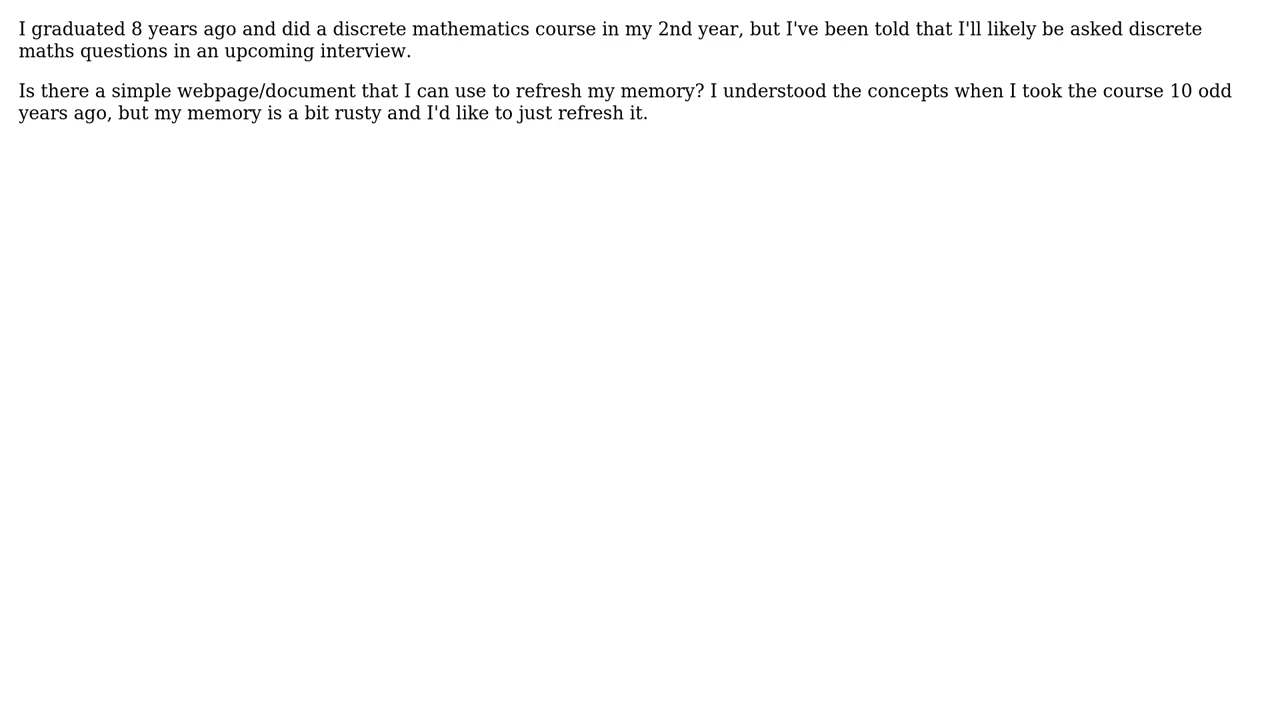 I graduated 8 years ago and did a discrete mathematics course in my 2nd year, but I've been told that I'll likely be asked discrete
maths questions in an upcoming interview.
Is there a simple webpage/document that I can use to refresh my memory? I understood the concepts when I took the course 10 odd
years ago, but my memory is a bit rusty and I'd like to just refresh it.